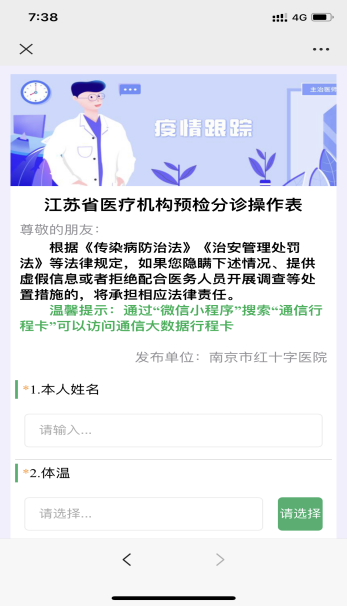 7:38
4G
主治医师
疫情跟踪
江苏省医疗机构预检分诊操作表
尊敬的朋友：
根据《传染病防治法》《治安管理处罚
法》等法律规定，如果您隐瞒下述情况、提供
虚假信息或者拒绝配合医务人员开展调查等处
置措施的，将承担相应法律责任。
温馨提示：通过“微信小程序”搜索“通信行
程卡”可以访问通信大数据行程卡
发布单位：南京市红十字医院
*1.本人姓名
请输入...
*2.体温
请选择...
请选择